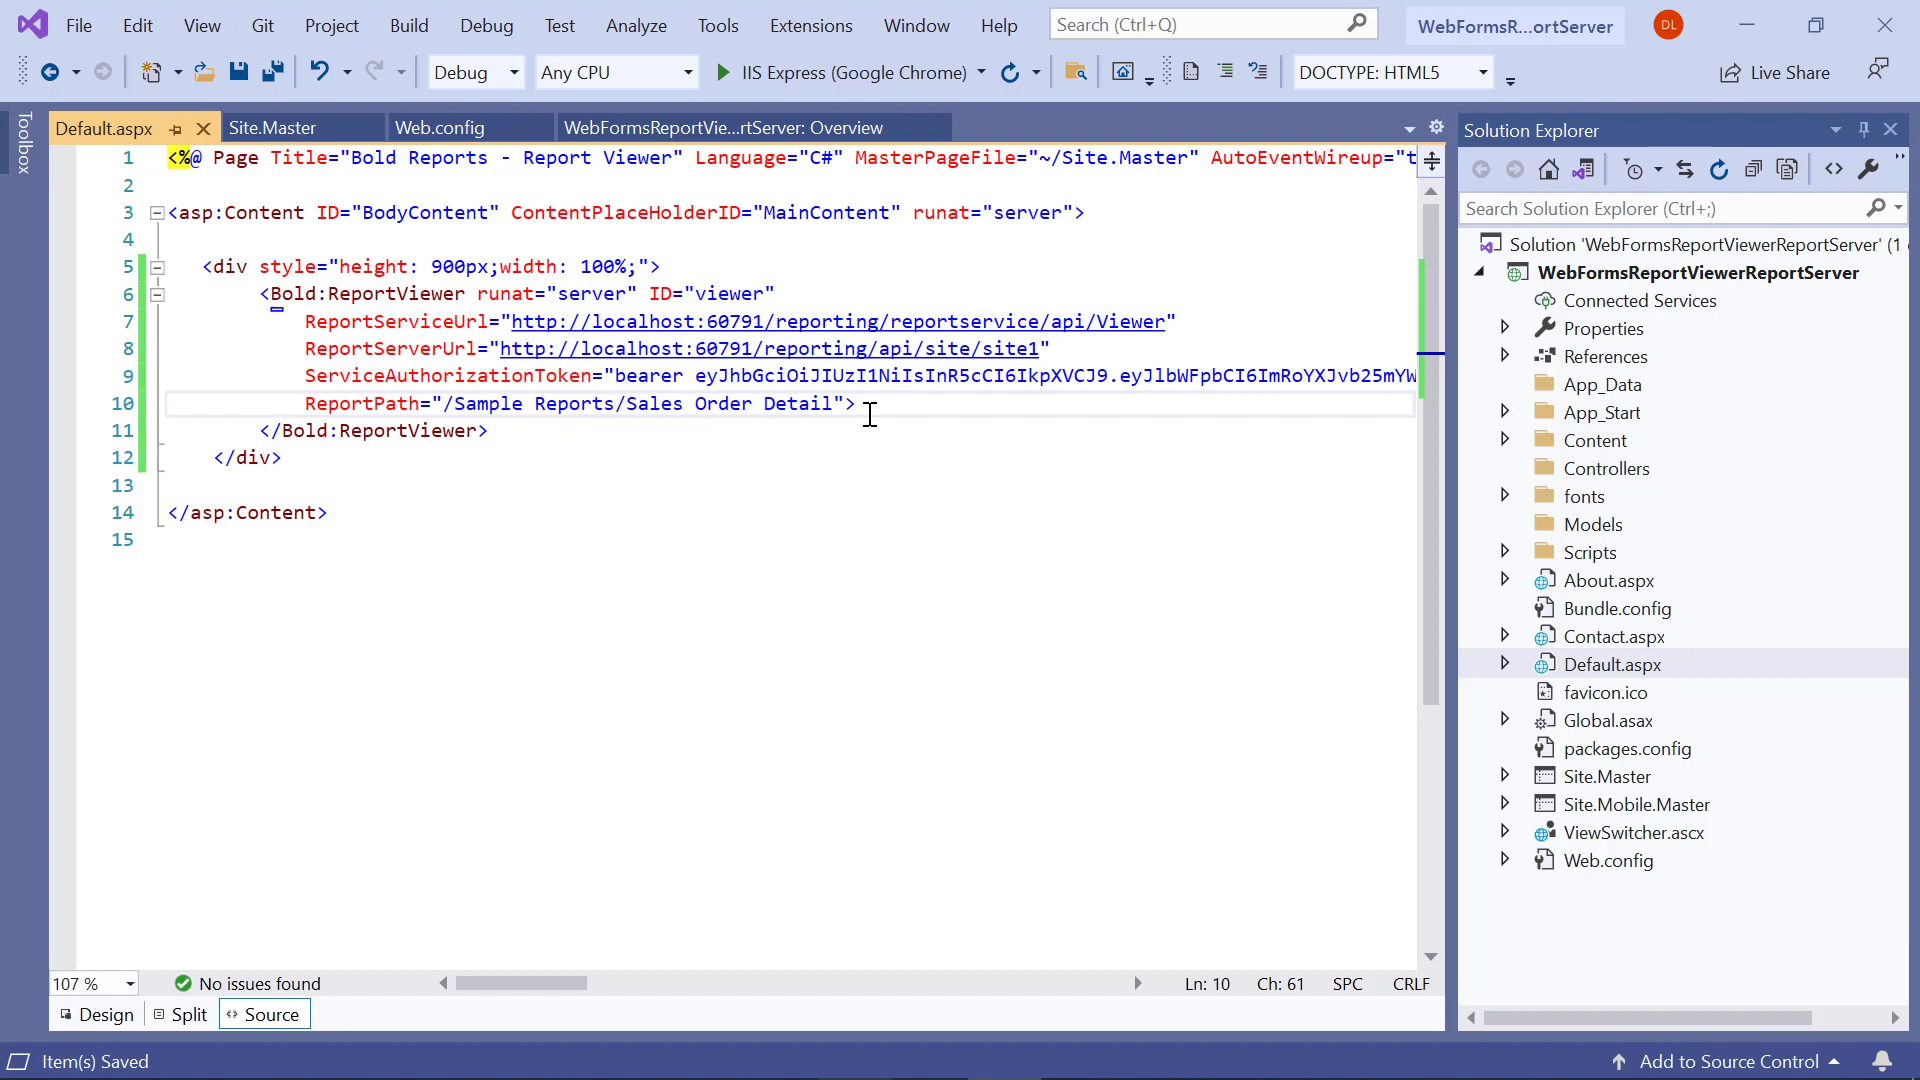 File Edit View Git Project Build Debug Test Analyze Tools Extensions Window Help Search (Ctrl+Q) WebFormsR...ortServer DL
Debug Any CPU IIS Express (Google Chrome) DOCTYPE: HTML5 Live Share
Toolbox
Default.aspx Site.Master Web.config WebFormsReportVie...rtServer: Overview
1 <%@ Page Title="Bold Reports - Report Viewer" Language="C#" MasterPageFile="~/Site.Master" AutoEventWireup="t
2
3 <asp:Content ID="BodyContent" ContentPlaceHolderID="MainContent" runat="server">
4
5 <div style="height: 900px;width: 100%;">
6 <Bold:ReportViewer runat="server" ID="viewer"
7 ReportServiceUrl="http://localhost:60791/reporting/reportservice/api/Viewer"
8 ReportServerUrl="http://localhost:60791/reporting/api/site/site1"
9 ServiceAuthorizationToken="bearer eyJhbGciOiJIUzI1NiIsInR5cCI6IkpXVCJ9.eyJlbWFpbCI6ImRoYXJvb25mYW
10 ReportPath="/Sample Reports/Sales Order Detail">
11 </Bold:ReportViewer>
12 </div>
13
14 </asp:Content>
15
107 % No issues found Ln: 10 Ch: 61 SPC CRLF
Design Split Source
Solution Explorer
Search Solution Explorer (Ctrl+;)
Solution 'WebFormsReportViewerReportServer' (1
WebFormsReportViewerReportServer
Connected Services
Properties
References
App_Data
App_Start
Content
Controllers
fonts
Models
Scripts
About.aspx
Bundle.config
Contact.aspx
Default.aspx
favicon.ico
Global.asax
packages.config
Site.Master
Site.Mobile.Master
ViewSwitcher.ascx
Web.config
Item(s) Saved Add to Source Control